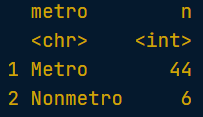 metro n
<chr> <int>
1 Metro 44
2 Nonmetro 6